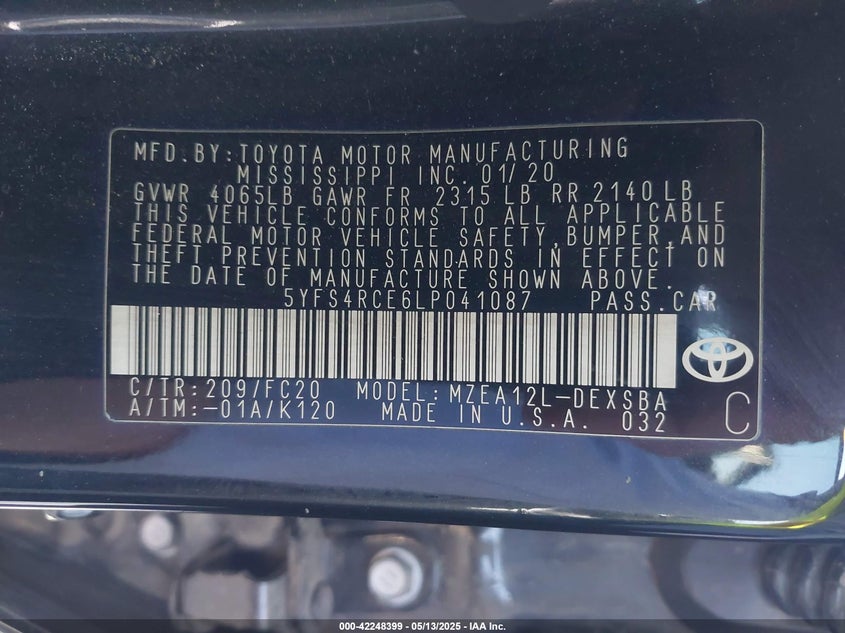 MFD.BY:TOYOTA MOTOR MANUFACTURING
MISSISSIPPI INC. 01/20
GVWR 4065LB GAWR FR 2315 LB RR 2140 LB
THIS VEHICLE CONFORMS TO ALL APPLICABLE
FEDERAL MOTOR VEHICLE SAFETY, BUMPER, AND
THEFT PREVENTION STANDARDS IN EFFECT ON
THE DATE OF MANUFACTURE SHOWN ABOVE.
5YFS4RCE6LP041087 PASS.CAR
C/TR:209/FC20 MODEL:MZEA12L-DEXSBA
A/TM:-01A/K120 MADE IN U.S.A. 032 C
000-42248399 - 05/13/2025 - IAA Inc.